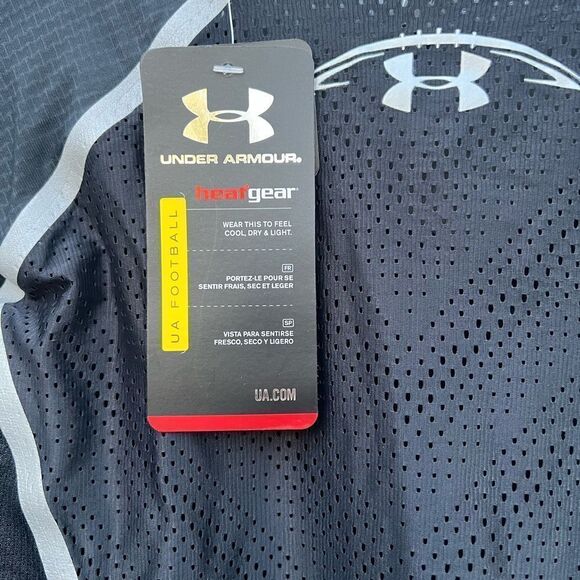 UNDER ARMOUR®
heatgear®
WEAR THIS TO FEEL
COOL, DRY & LIGHT.
FR
PORTEZ-LE POUR SE
SENTIR FRAIS, SEC ET LEGER
SP
VISTA PARA SENTIRSE
FRESCO, SECO Y LIGERO
UA FOOTBALL
UA.COM